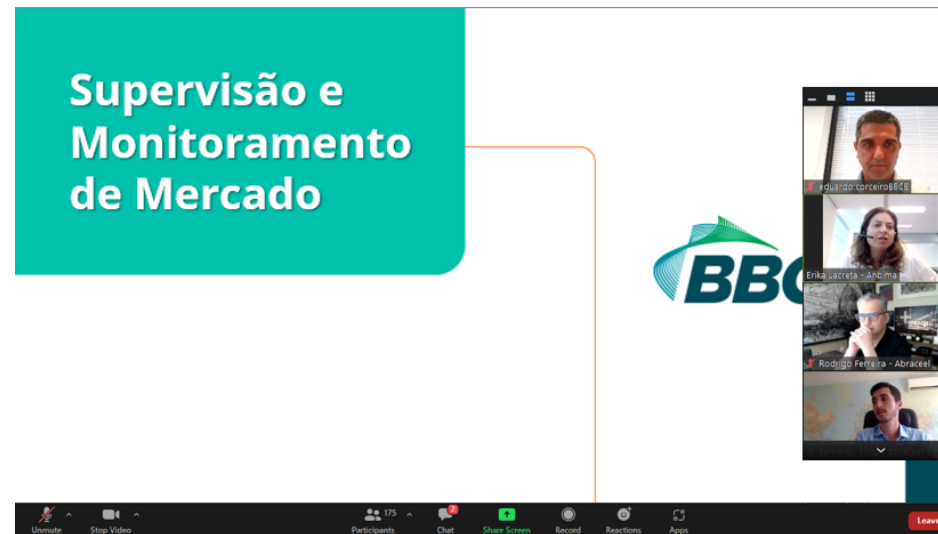 Supervisão e
Monitoramento
de Mercado
BBC
eduardo.corceiroBBCE
Erika Lacreta - Anbima
Rodrigo Ferreira - Abraceel
Unmute
Stop Video
175
Participants
2
Chat
Share Screen
Record
Reactions
Apps
Leave